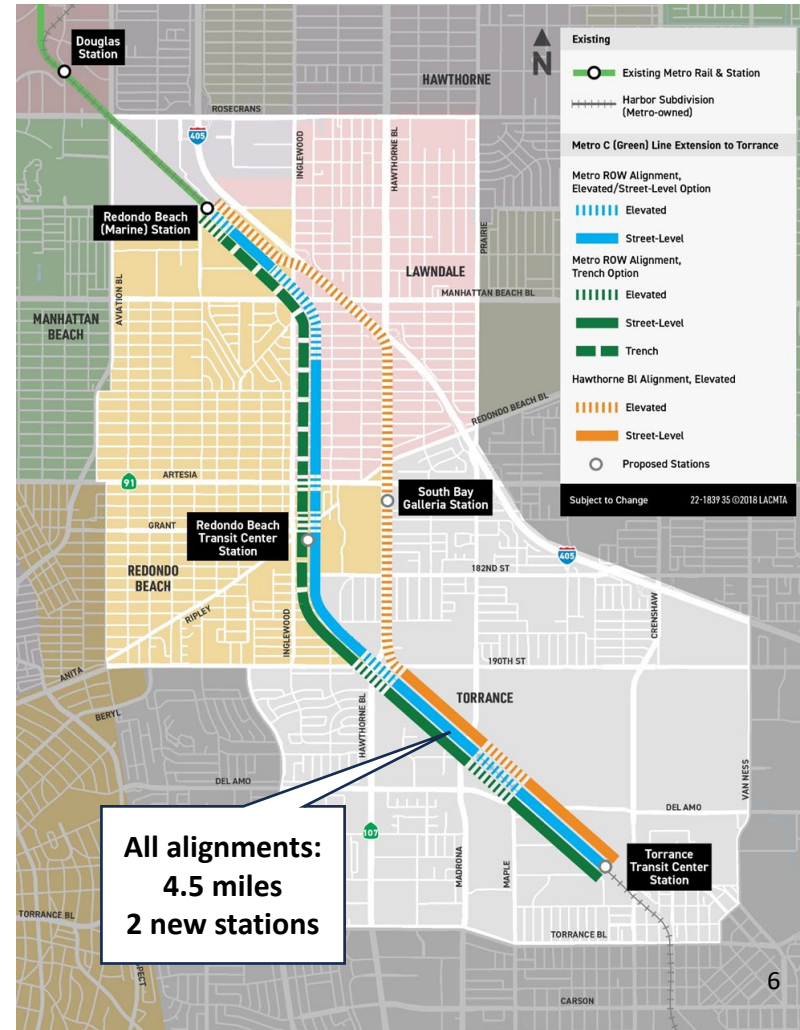 Douglas
Station
HAWTHORNE
ROSECRANS
405
INGLEWOOD
HAWTHORNE BL
PRAIRIE
Redondo Beach
(Marine) Station
LAWNDALE
MANHATTAN BEACH BL
AVIATION BL
MANHATTAN
BEACH
REDONDO BEACH BL
N
Existing
Existing Metro Rail & Station
Harbor Subdivision
(Metro-owned)
Metro C (Green) Line Extension to Torrance
Metro ROW Alignment,
Elevated/Street-Level Option
Elevated
Street-Level
Metro ROW Alignment,
Trench Option
Elevated
Street-Level
Trench
Hawthorne Bl Alignment, Elevated
Elevated
Street-Level
Proposed Stations
Subject to Change 22-1839 35 ©2018 LACMTA
91
ARTESIA
South Bay
Galleria Station
GRANT
Redondo Beach
Transit Center
Station
405
182ND ST
REDONDO
BEACH
RIPLEY
INGLEWOOD
CRENSHAW
190TH ST
ANITA
TORRANCE
BERYL
HAWTHORNE BL
VAN NESS
DEL AMO
DEL AMO
107
MADRONA
MAPLE
All alignments:
4.5 miles
2 new stations
Torrance
Transit Center
Station
TORRANCE BL
TORRANCE BL
PECT
CARSON
6